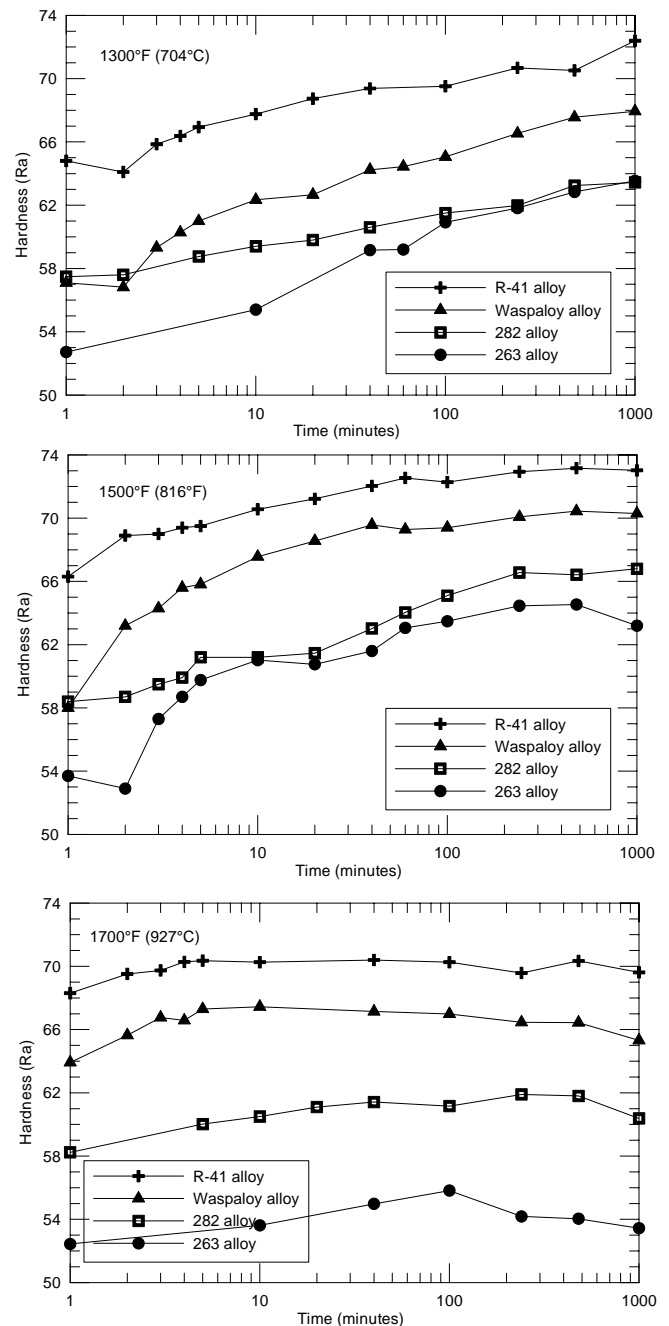 74
1300°F (704°C)
70
66
62
58
54
50
Hardness (Ra)
R-41 alloy
Waspaloy alloy
282 alloy
263 alloy
1 10 100 1000
Time (minutes)
74
1500°F (816°F)
70
66
62
58
54
50
Hardness (Ra)
R-41 alloy
Waspaloy alloy
282 alloy
263 alloy
1 10 100 1000
Time (minutes)
74
1700°F (927°C)
70
66
62
58
54
50
Hardness (Ra)
R-41 alloy
Waspaloy alloy
282 alloy
263 alloy
1 10 100 1000
Time (minutes)